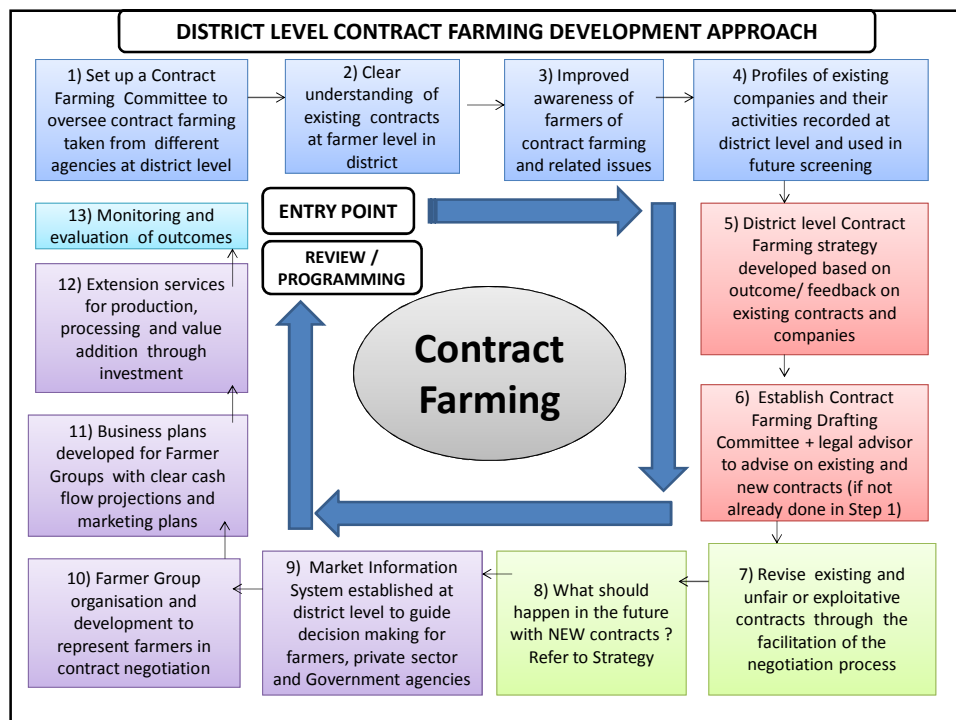 DISTRICT LEVEL CONTRACT FARMING DEVELOPMENT APPROACH
1) Set up a Contract
Farming Committee to
oversee contract farming
taken from different
agencies at district level
2) Clear
understanding of
existing contracts
at farmer level in
district
3) Improved
awareness of
farmers of
contract farming
and related issues
4) Profiles of existing
companies and their
activities recorded at
district level and used in
future screening
ENTRY POINT
REVIEW /
PROGRAMMING
Contract
Farming
5) District level Contract
Farming strategy
developed based on
outcome/ feedback on
existing contracts and
companies
6) Establish Contract
Farming Drafting
Committee + legal advisor
to advise on existing and
new contracts (if not
already done in Step 1)
7) Revise existing and
unfair or exploitative
contracts through the
facilitation of the
negotiation process
8) What should
happen in the future
with NEW contracts ?
Refer to Strategy
9) Market Information
System established at
district level to guide
decision making for
farmers, private sector
and Government agencies
10) Farmer Group
organisation and
development to
represent farmers in
contract negotiation
11) Business plans
developed for Farmer
Groups with clear cash
flow projections and
marketing plans
12) Extension services
for production,
processing and value
addition through
investment
13) Monitoring and
evaluation of outcomes